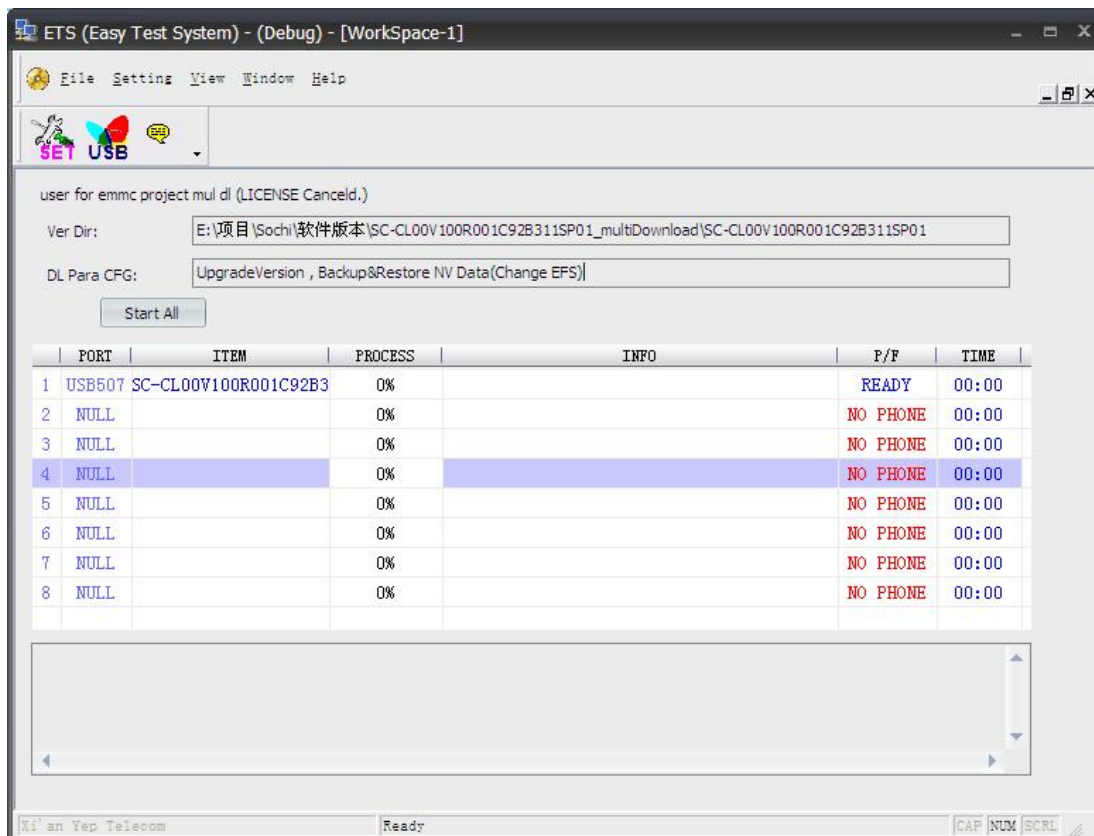 ETS (Easy Test System) - (Debug) - [WorkSpace-1]
File Setting View Window Help
SET USB
user for emmc project mul dl (LICENSE Canceld.)
Ver Dir: E:\项目\Sochi\软件版本\SC-CL00V100R001C92B311SP01_multiDownload\SC-CL00V100R001C92B311SP01
DL Para CFG: UpgradeVersion , Backup&Restore NV Data(Change EFS)
Start All
PORT ITEM PROCESS INFO P/F TIME
1 USB507 SC-CL00V100R001C92B3 0% READY 00:00
2 NULL 0% NO PHONE 00:00
3 NULL 0% NO PHONE 00:00
4 NULL 0% NO PHONE 00:00
5 NULL 0% NO PHONE 00:00
6 NULL 0% NO PHONE 00:00
7 NULL 0% NO PHONE 00:00
8 NULL 0% NO PHONE 00:00
Xi'an Yep Telecom Ready CAP NUM SCRL